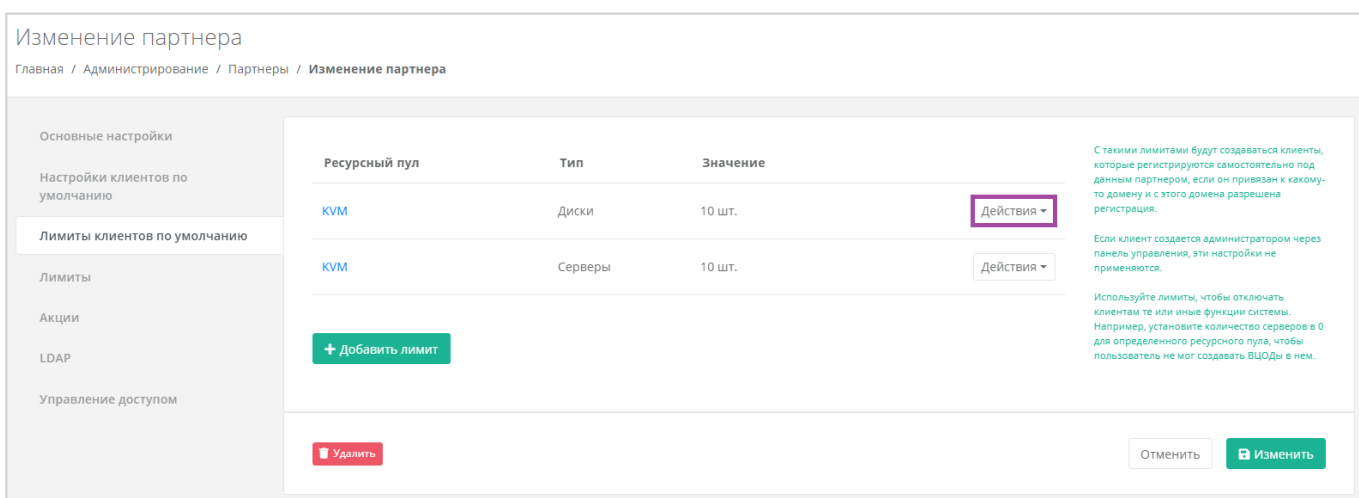 Изменение партнера
Главная / Администрирование / Партнеры / Изменение партнера
Основные настройки
Настройки клиентов по
умолчанию
Лимиты клиентов по умолчанию
Лимиты
Акции
LDAP
Управление доступом
Ресурсный пул Тип Значение
KVM Диски 10 шт. Действия
KVM Серверы 10 шт. Действия
+ Добавить лимит
С такими лимитами будут создаваться клиенты,
которые регистрируются самостоятельно под
данным партнером, если он привязан к какому-
то домену и с этого домена разрешена
регистрация.
Если клиент создается администратором через
панель управления, эти настройки не
применяются.
Используйте лимиты, чтобы отключать
клиентам те или иные функции системы.
Например, установите количество серверов в 0
для определенного ресурсного пула, чтобы
пользователь не мог создавать ВЦОДы в нем.
Удалить
Отменить
Изменить